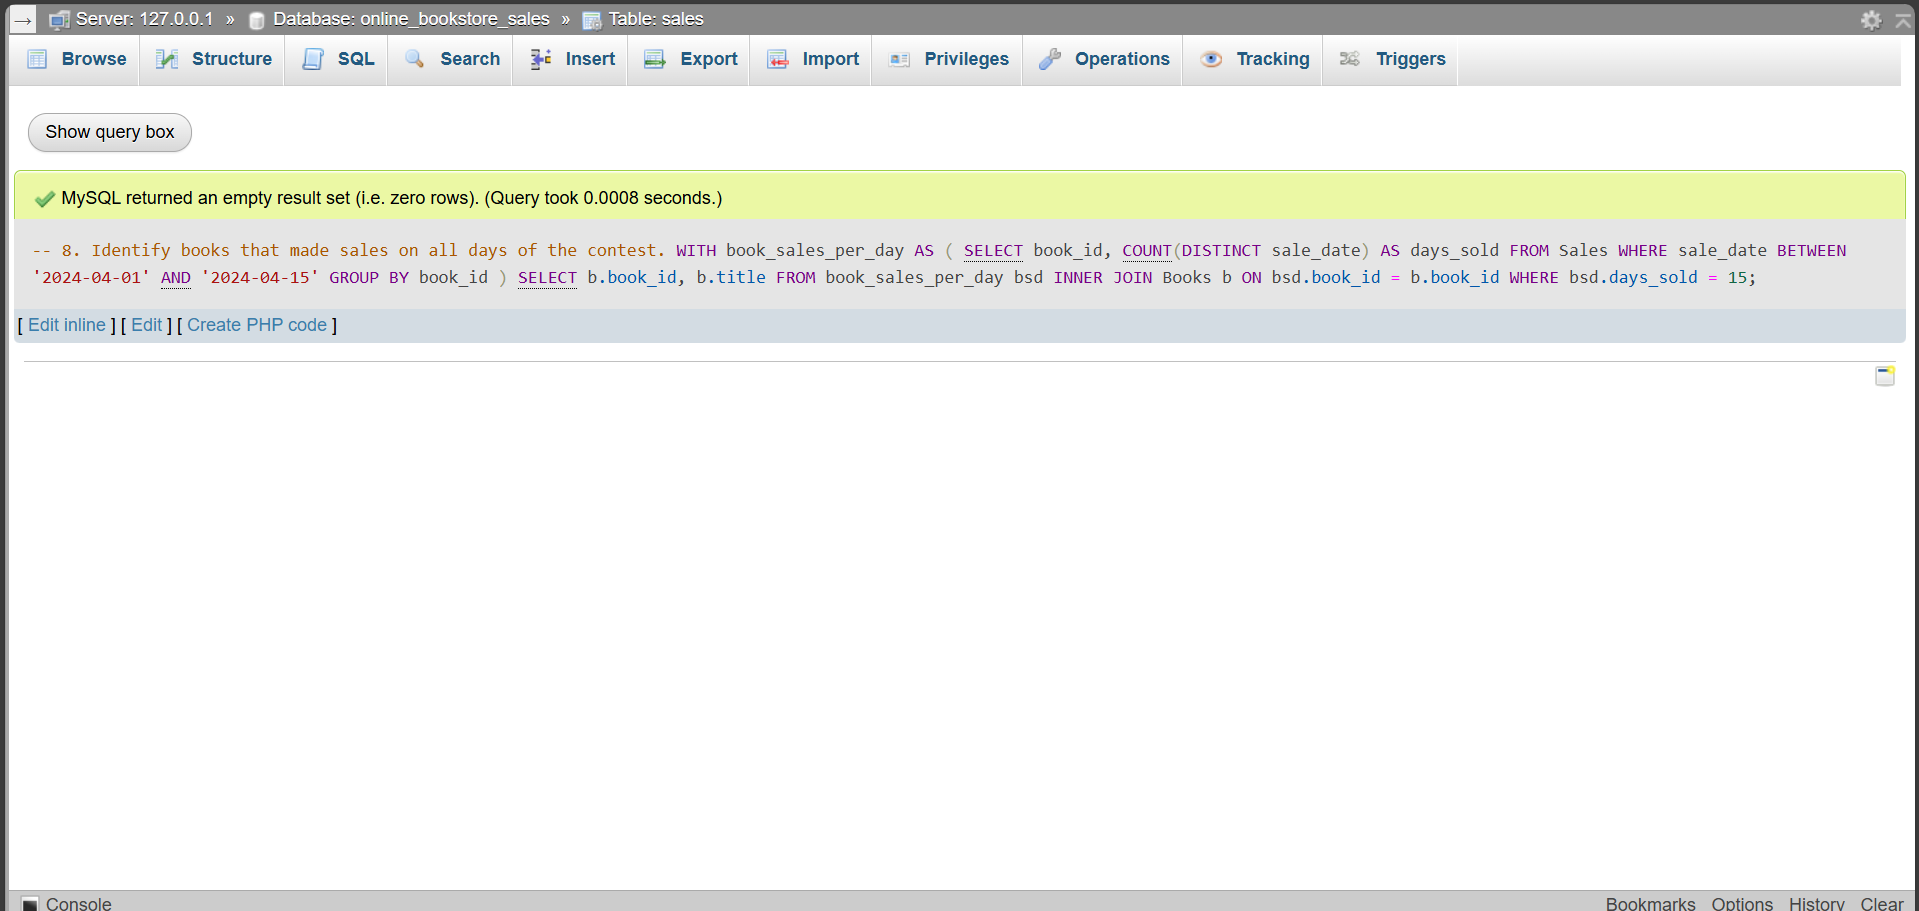 → Server: 127.0.0.1 » Database: online_bookstore_sales » Table: sales
Browse Structure SQL Search Insert Export Import Privileges Operations Tracking Triggers
Show query box
MySQL returned an empty result set (i.e. zero rows). (Query took 0.0008 seconds.)
-- 8. Identify books that made sales on all days of the contest. WITH book_sales_per_day AS ( SELECT book_id, COUNT(DISTINCT sale_date) AS days_sold FROM Sales WHERE sale_date BETWEEN
'2024-04-01' AND '2024-04-15' GROUP BY book_id ) SELECT b.book_id, b.title FROM book_sales_per_day bsd INNER JOIN Books b ON bsd.book_id = b.book_id WHERE bsd.days_sold = 15;
[ Edit inline ] [ Edit ] [ Create PHP code ]
Console Bookmarks Options History Clear